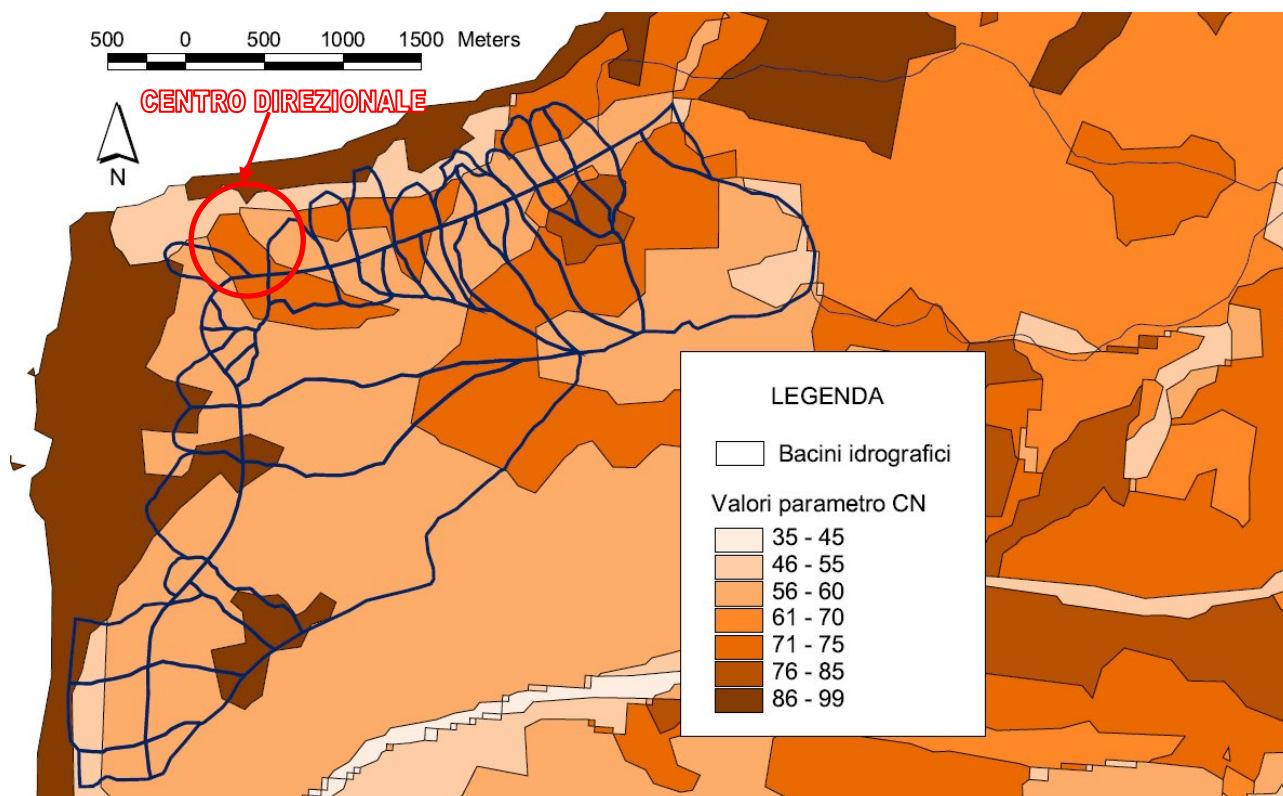 500 0 500 1000 1500 Meters
CENTRO DIREZIONALE
N
LEGENDA
Bacini idrografici
Valori parametro CN
35 - 45
46 - 55
56 - 60
61 - 70
71 - 75
76 - 85
86 - 99